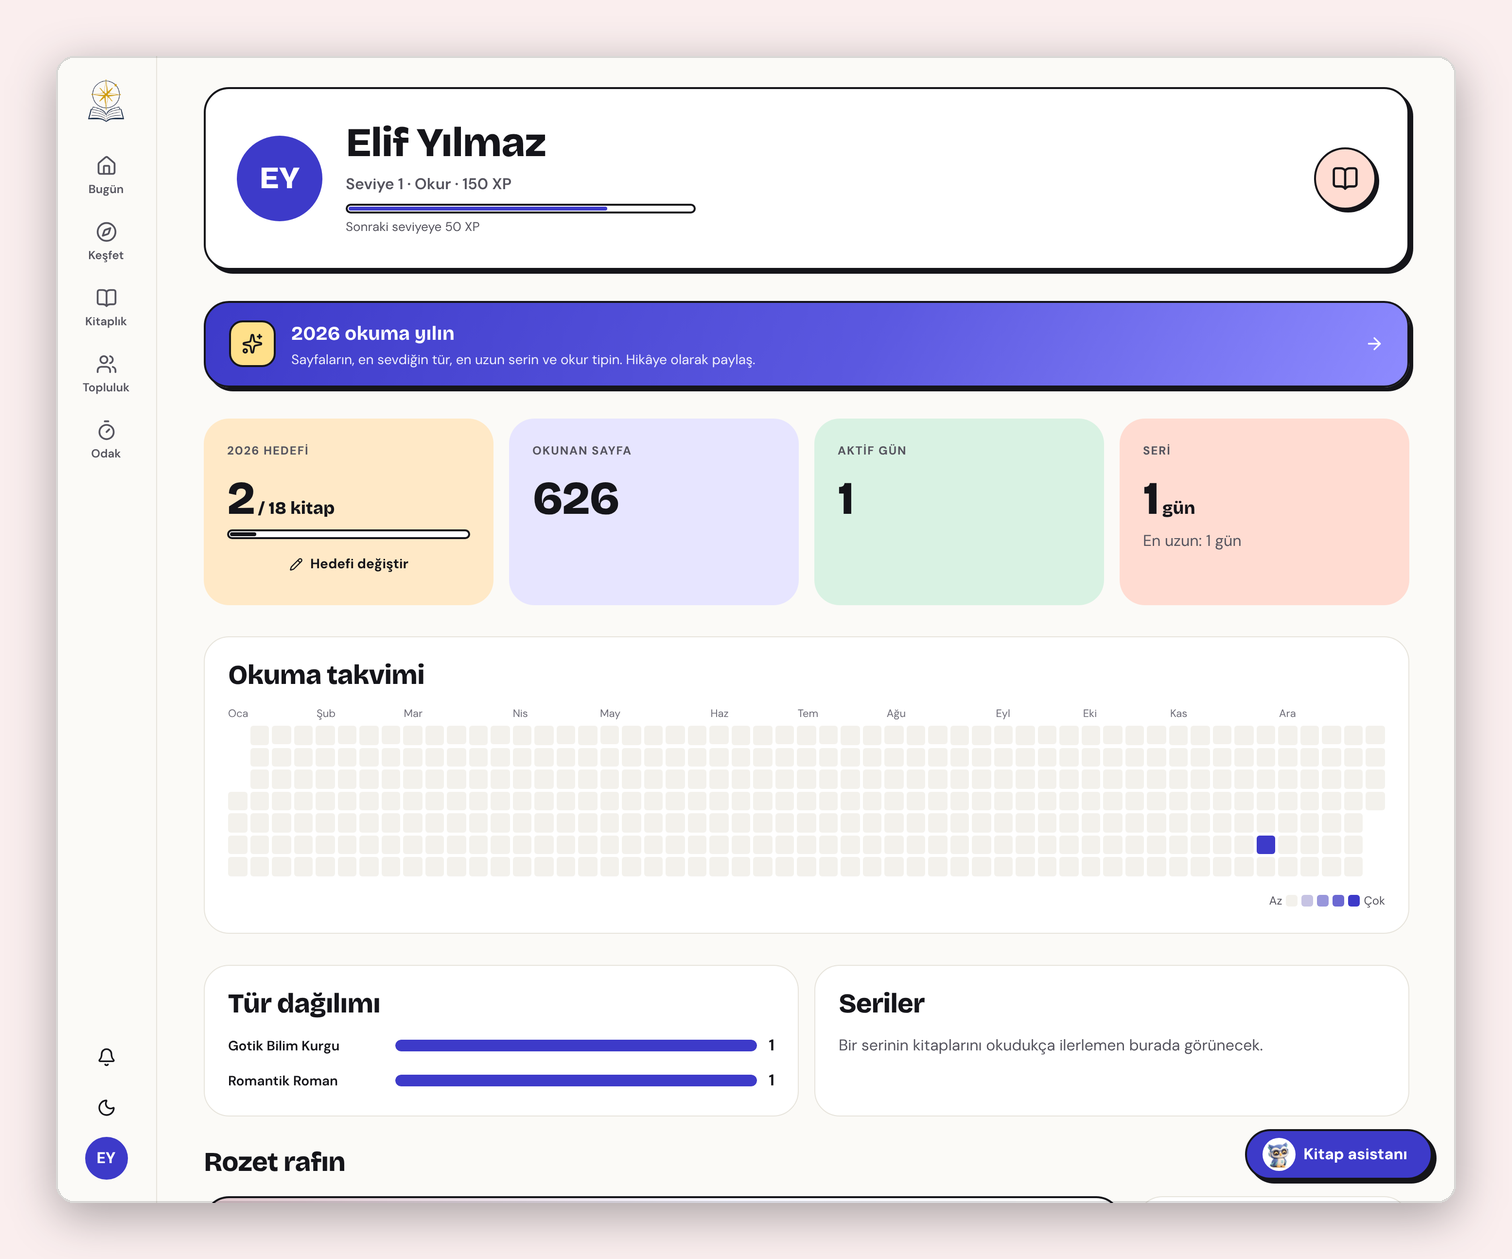 Bugün
Keşfet
Kitaplık
Topluluk
Odak
EY
EY
Elif Yılmaz
Seviye 1 · Okur · 150 XP
Sonraki seviyeye 50 XP
2026 okuma yılın
Sayfaların, en sevdiğin tür, en uzun serin ve okur tipin. Hikâye olarak paylaş.
2026 HEDEFİ
2 / 18 kitap
Hedefi değiştir
OKUNAN SAYFA
626
AKTİF GÜN
1
SERİ
1 gün
En uzun: 1 gün
Okuma takvimi
Oca Şub Mar Nis May Haz Tem Ağu Eyl Eki Kas Ara
Az Çok
Tür dağılımı
Gotik Bilim Kurgu 1
Romantik Roman 1
Seriler
Bir serinin kitaplarını okudukça ilerlemen burada görünecek.
Rozet rafın
Kitap asistanı